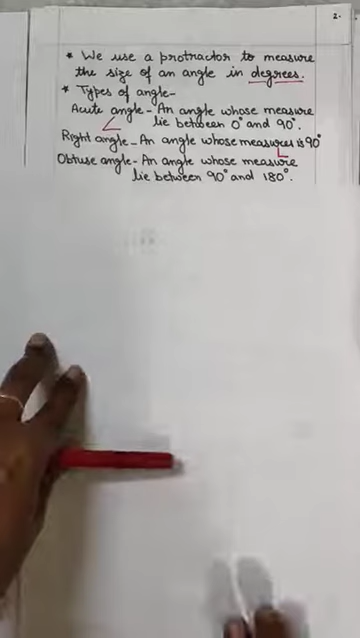 2.
* We use a protractor to measure
the size of an angle in degrees.
* Types of angle-
Acute angle - An angle whose measure
lie between 0° and 90°.
Right angle - An angle whose measures is 90°
Obtuse angle - An angle whose measure
lie between 90° and 180°.